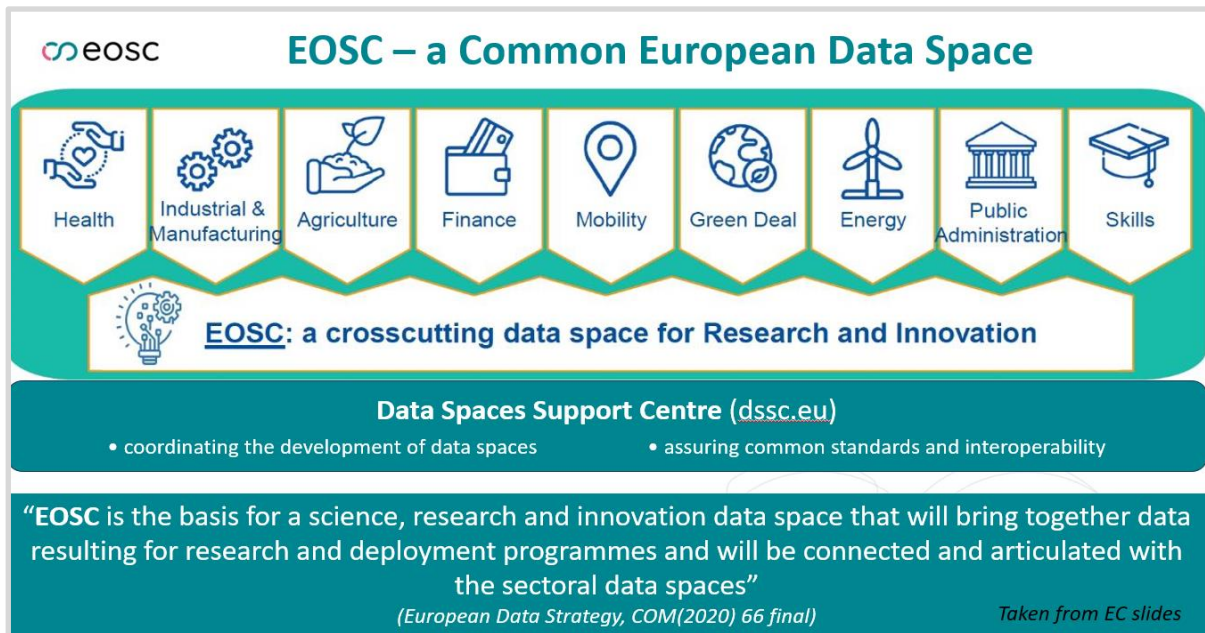 eosc
EOSC – a Common European Data Space
Health
Industrial &
Manufacturing
Agriculture
Finance
Mobility
Green Deal
Energy
Public
Administration
Skills
EOSC: a crosscutting data space for Research and Innovation
Data Spaces Support Centre (dssc.eu)
• coordinating the development of data spaces
• assuring common standards and interoperability
“EOSC is the basis for a science, research and innovation data space that will bring together data
resulting for research and deployment programmes and will be connected and articulated with
the sectoral data spaces”
(European Data Strategy, COM(2020) 66 final)
Taken from EC slides